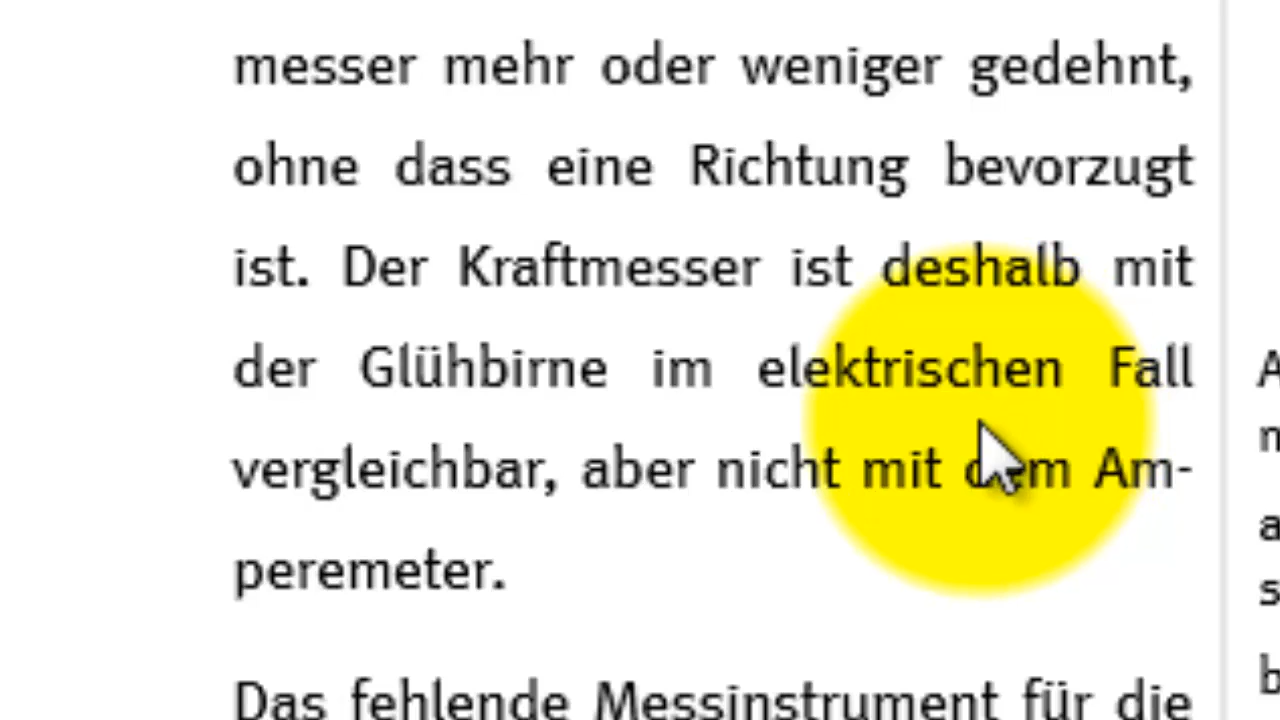 messer mehr oder weniger gedehnt,
ohne dass eine Richtung bevorzugt
ist. Der Kraftmesser ist deshalb mit
der Glühbirne im elektrischen Fall
vergleichbar, aber nicht mit dem Am-
peremeter.
Das fehlende Messinstrument für die